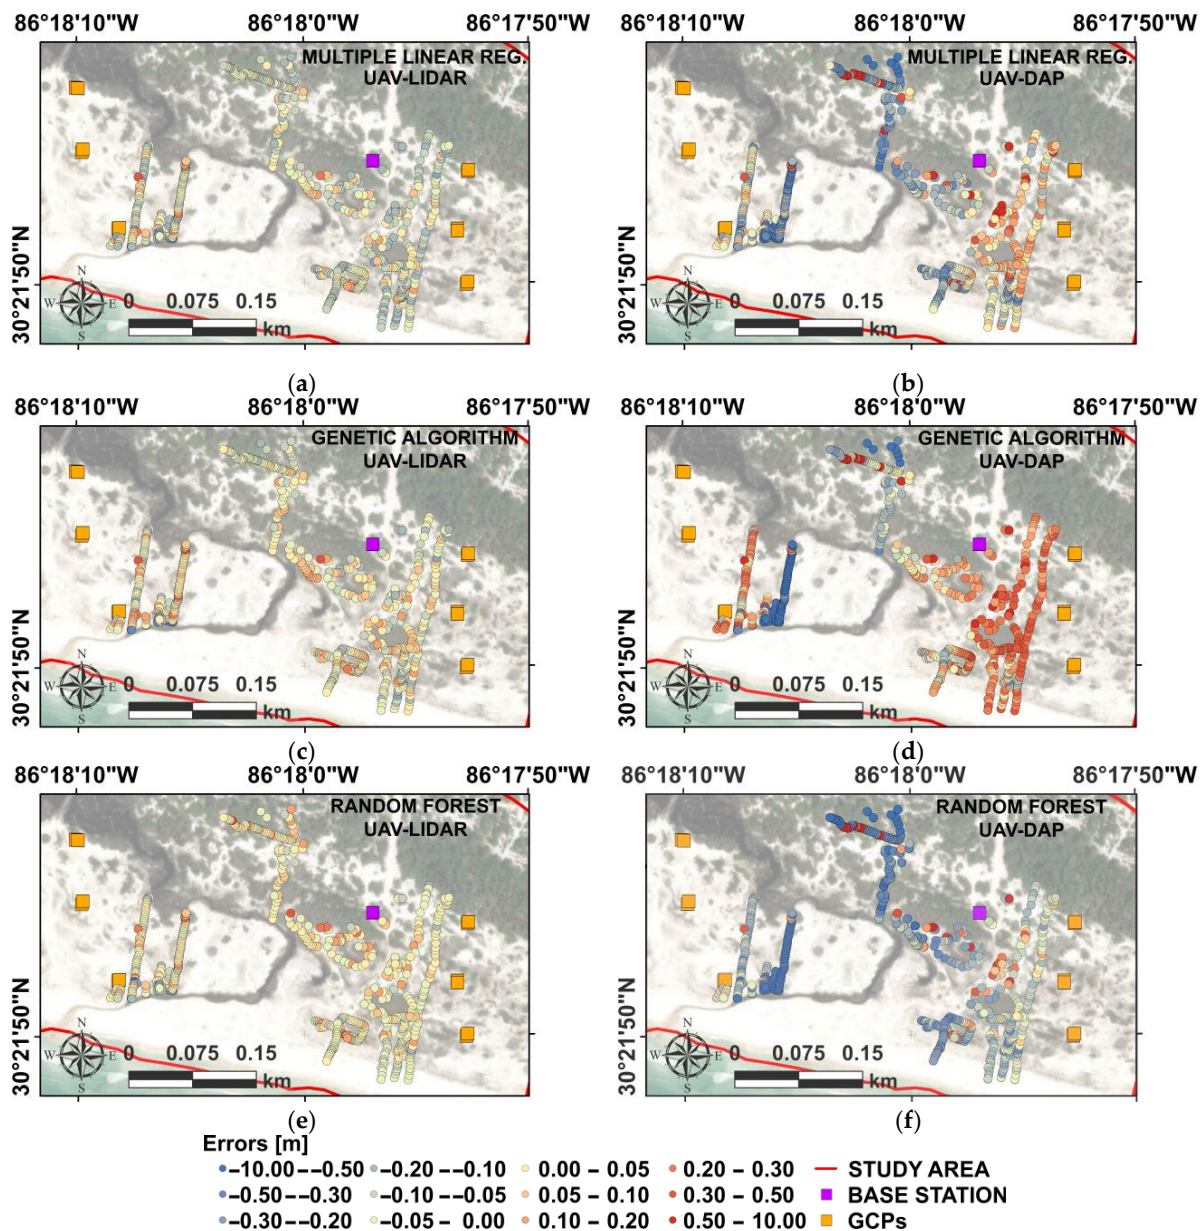 86°18'10"W 86°18'0"W 86°17'50"W 86°18'10"W 86°18'0"W 86°17'50"W
MULTIPLE LINEAR REG.
UAV-LIDAR
30°21'50"N
N
W E
S
0 0.075 0.15
km
(a)
MULTIPLE LINEAR REG.
UAV-DAP
30°21'50"N
N
W E
S
0 0.075 0.15
km
(b)
86°18'10"W 86°18'0"W 86°17'50"W 86°18'10"W 86°18'0"W 86°17'50"W
GENETIC ALGORITHM
UAV-LIDAR
30°21'50"N
N
W E
S
0 0.075 0.15
km
(c)
GENETIC ALGORITHM
UAV-DAP
30°21'50"N
N
W E
S
0 0.075 0.15
km
(d)
86°18'10"W 86°18'0"W 86°17'50"W 86°18'10"W 86°18'0"W 86°17'50"W
RANDOM FOREST
UAV-LIDAR
30°21'50"N
N
W E
S
0 0.075 0.15
km
(e)
RANDOM FOREST
UAV-DAP
30°21'50"N
N
W E
S
0 0.075 0.15
km
(f)
Errors [m]
–10.00 ––0.50 –0.20 –-0.10 0.00 – 0.05 0.20 – 0.30 STUDY AREA
–0.50 –-0.30 –0.10 –-0.05 0.05 – 0.10 0.30 – 0.50 BASE STATION
–0.30 –-0.20 –0.05 – 0.00 0.10 – 0.20 0.50 – 10.00 GCPs